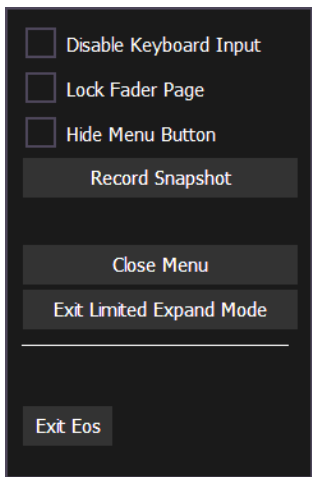 Disable Keyboard Input
Lock Fader Page
Hide Menu Button
Record Snapshot
Close Menu
Exit Limited Expand Mode
Exit Eos